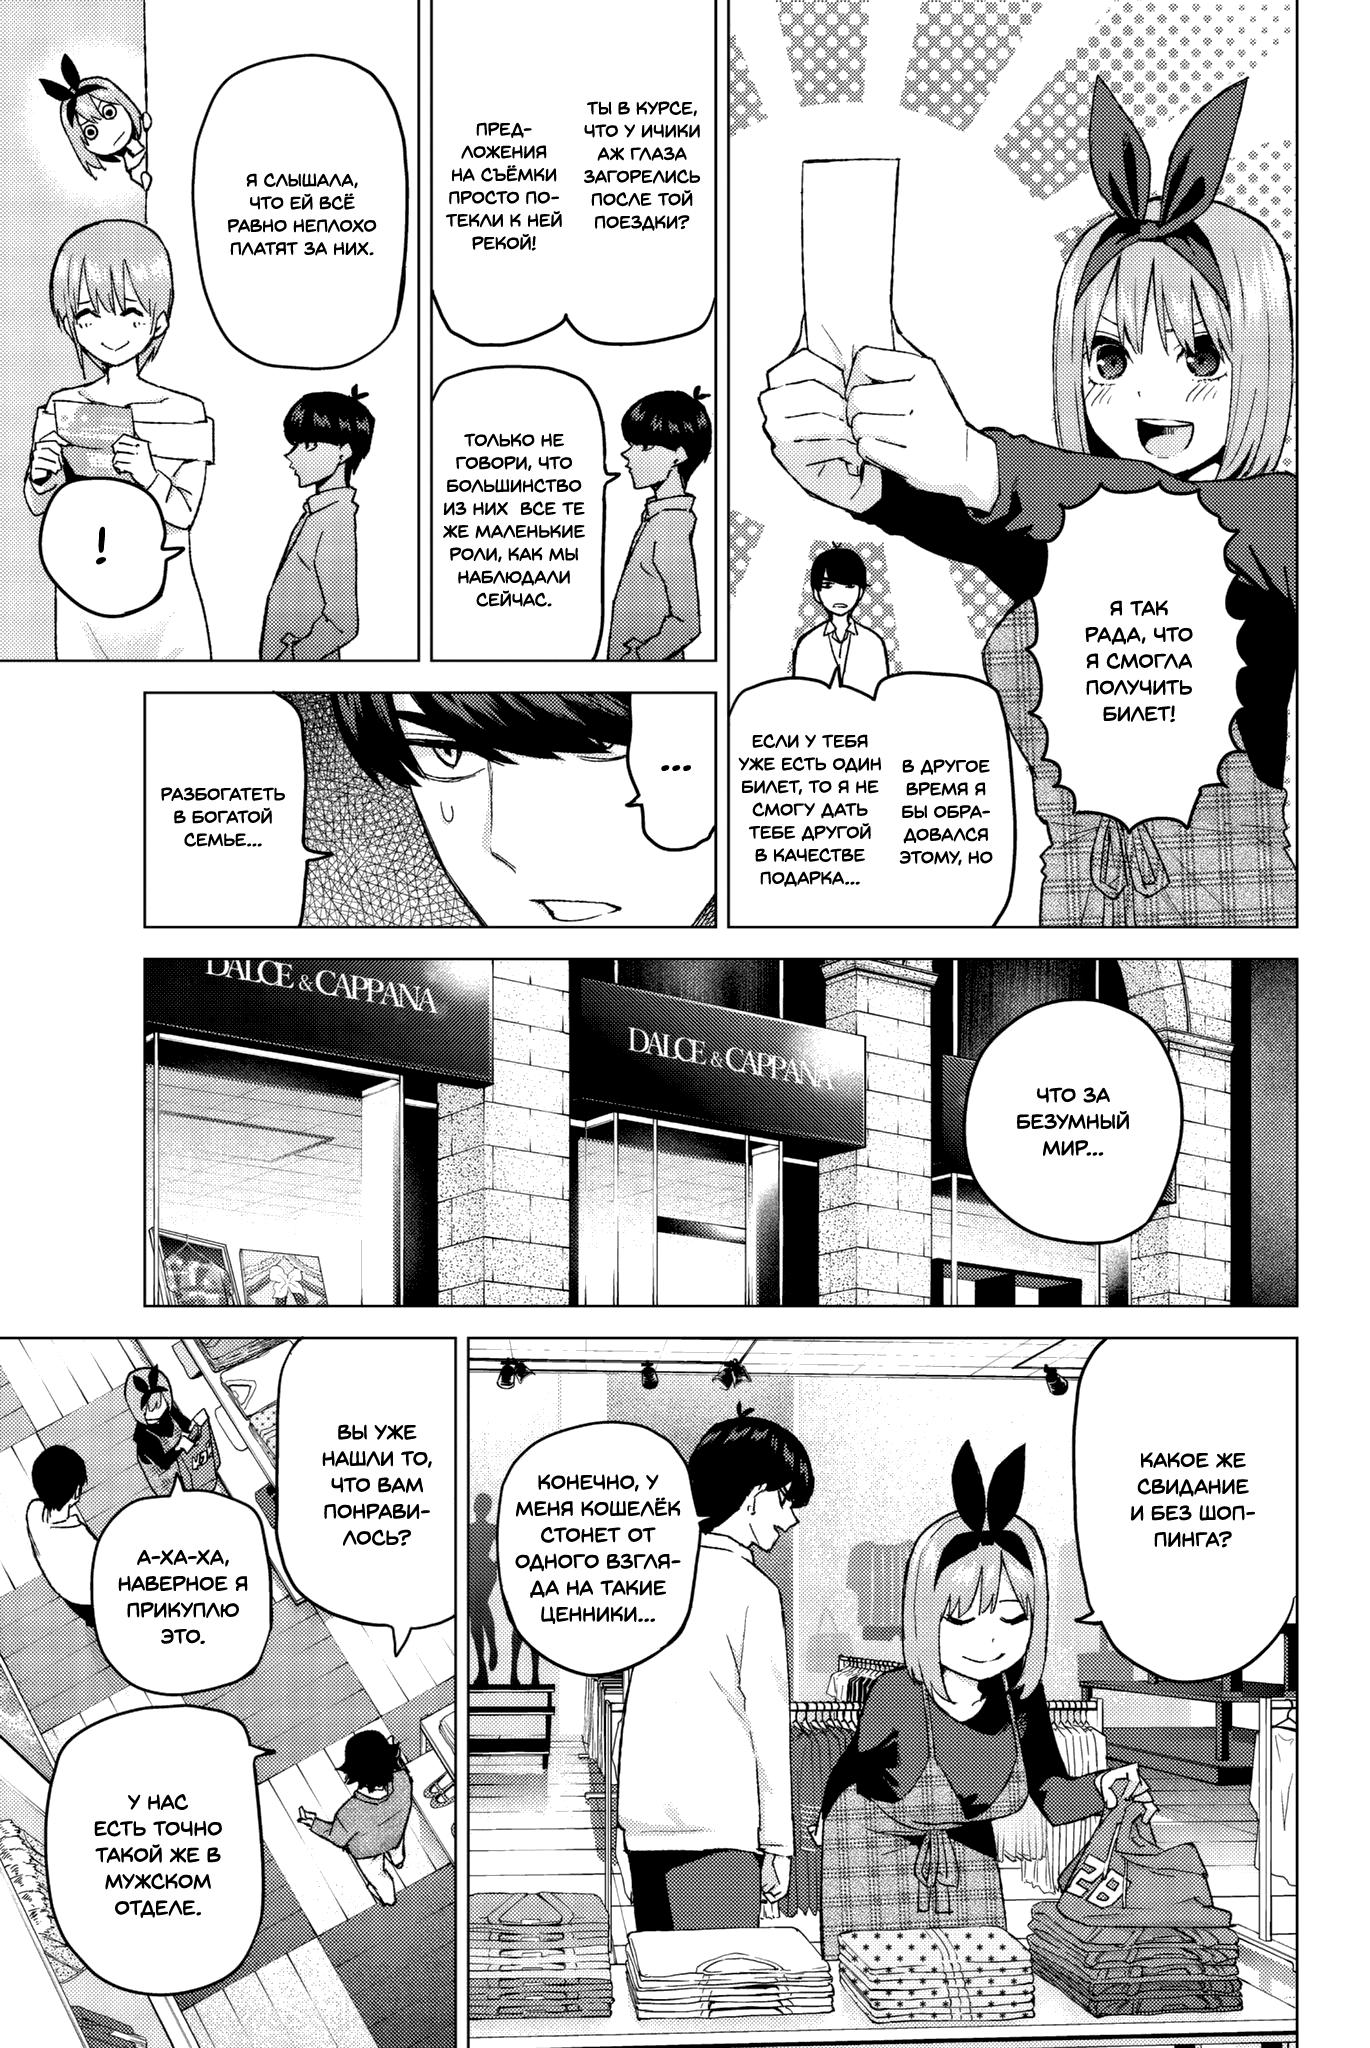 Я ТАК
РАДА, ЧТО
Я СМОГЛА
ПОЛУЧИТЬ
БИЛЕТ!
В ДРУГОЕ
ВРЕМЯ Я
БЫ ОБРА-
ДОВАЛСЯ
ЭТОМУ, НО
ЕСЛИ У ТЕБЯ
УЖЕ ЕСТЬ ОДИН
БИЛЕТ, ТО Я НЕ
СМОГУ ДАТЬ
ТЕБЕ ДРУГОЙ
В КАЧЕСТВЕ
ПОДАРКА...
ТЫ В КУРСЕ,
ЧТО У ИЧИКИ
АЖ ГЛАЗА
ЗАГОРЕЛИСЬ
ПОСЛЕ ТОЙ
ПОЕЗДКИ?
ПРЕД-
ЛОЖЕНИЯ
НА СЪЁМКИ
ПРОСТО ПО-
ТЕКЛИ К НЕЙ
РЕКОЙ!
ТОЛЬКО НЕ
ГОВОРИ, ЧТО
БОЛЬШИНСТВО
ИЗ НИХ ВСЕ ТЕ
ЖЕ МАЛЕНЬКИЕ
РОЛИ, КАК МЫ
НАБЛЮДАЛИ
СЕЙЧАС.
Я СЛЫШАЛА,
ЧТО ЕЙ ВСЁ
РАВНО НЕПЛОХО
ПЛАТЯТ ЗА НИХ.
!
...
РАЗБОГАТЕТЬ
В БОГАТОЙ
СЕМЬЕ...
ЧТО ЗА
БЕЗУМНЫЙ
МИР...
DALCE & CAPPANA
DALCE & CAPPANA
КАКОЕ ЖЕ
СВИДАНИЕ
И БЕЗ ШОП-
ПИНГА?
КОНЕЧНО, У
МЕНЯ КОШЕЛЁК
СТОНЕТ ОТ
ОДНОГО ВЗГЛЯ-
ДА НА ТАКИЕ
ЦЕННИКИ...
28
ВЫ УЖЕ
НАШЛИ ТО,
ЧТО ВАМ
ПОНРАВИ-
ЛОСЬ?
А-ХА-ХА,
НАВЕРНОЕ Я
ПРИКУПЛЮ
ЭТО.
У НАС
ЕСТЬ ТОЧНО
ТАКОЙ ЖЕ В
МУЖСКОМ
ОТДЕЛЕ.